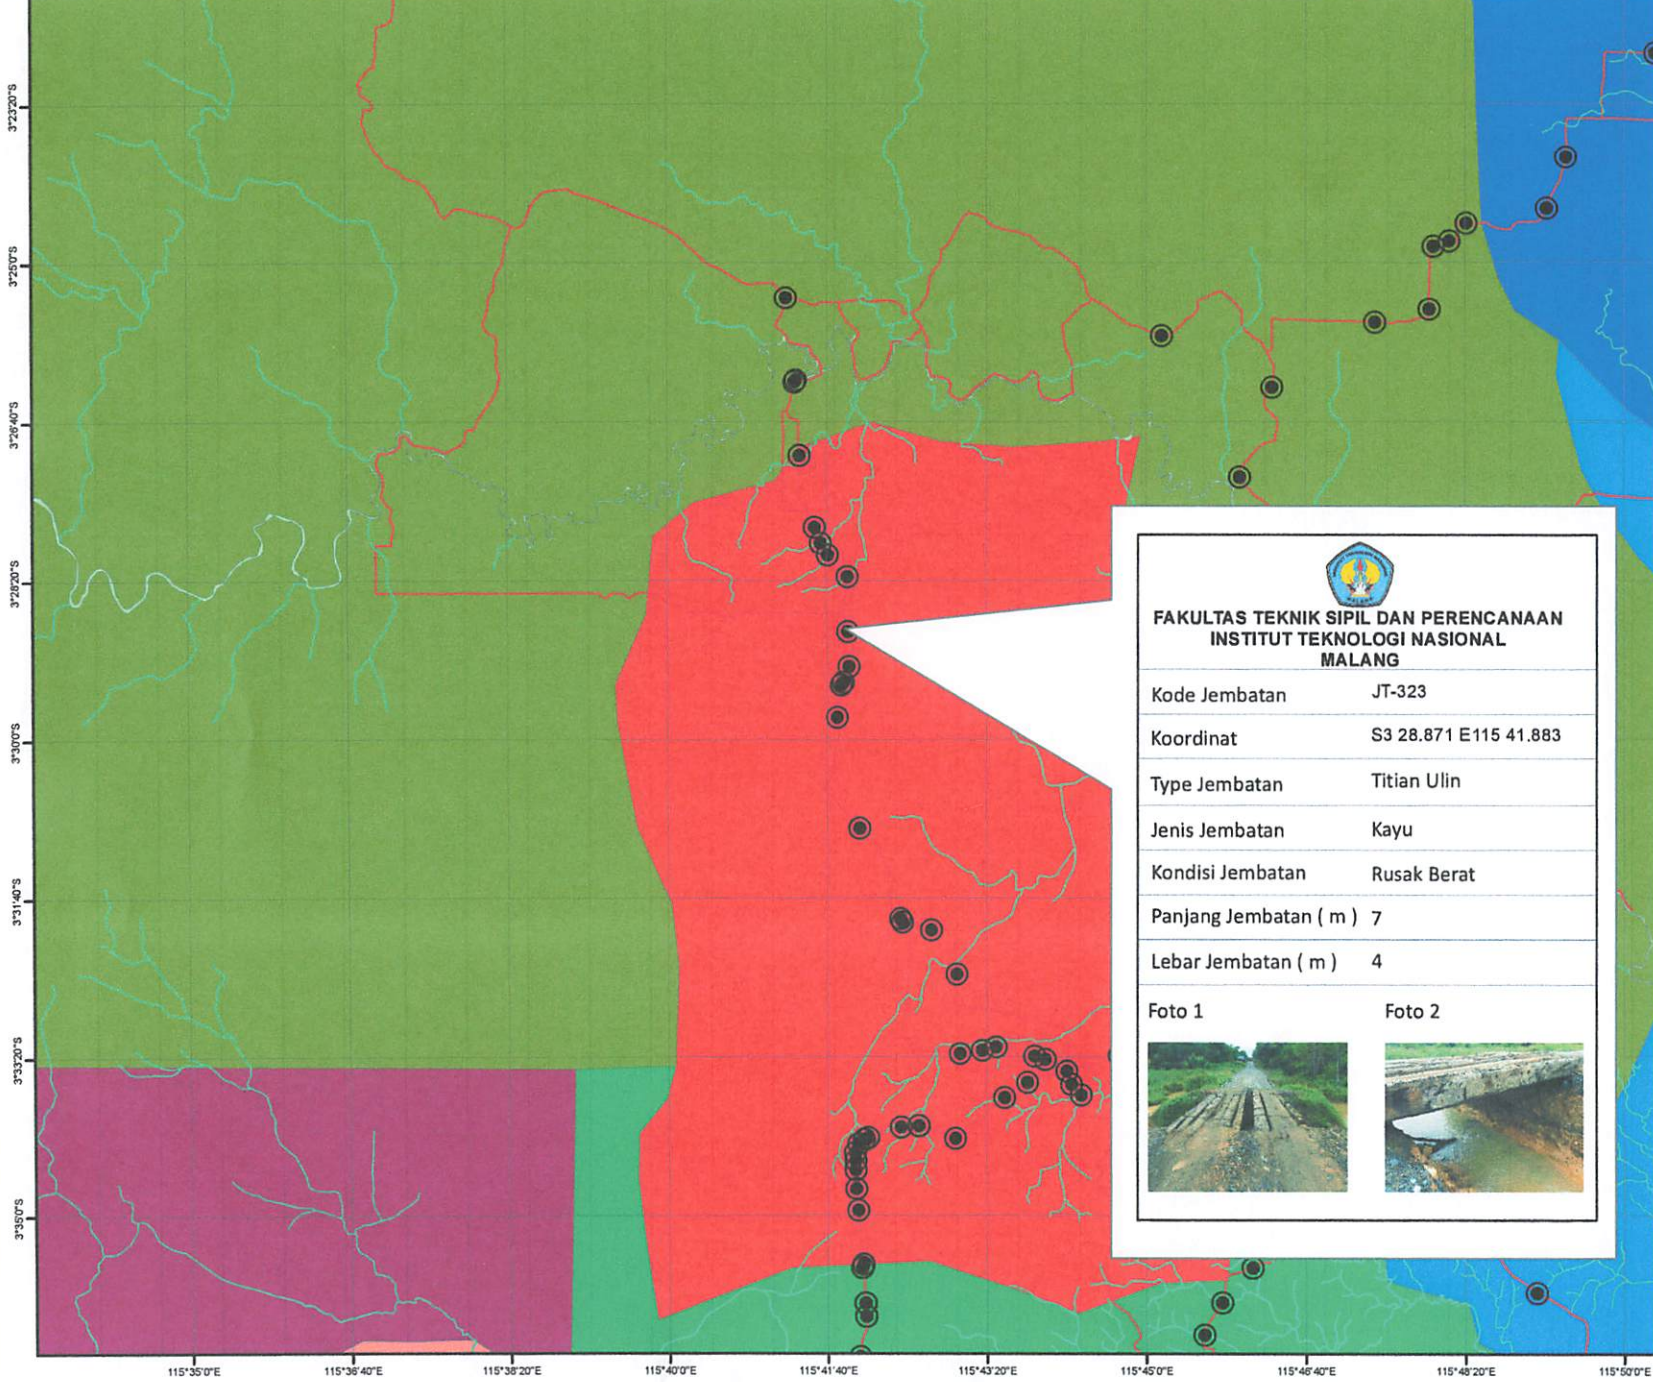 3°23'20"S
3°25'0"S
3°26'40"S
3°28'20"S
3°30'0"S
3°31'40"S
3°33'20"S
3°35'0"S
FAKULTAS TEKNIK SIPIL DAN PERENCANAAN
INSTITUT TEKNOLOGI NASIONAL
MALANG
Kode Jembatan JT-323
Koordinat S3 28.871 E115 41.883
Type Jembatan Titian Ulin
Jenis Jembatan Kayu
Kondisi Jembatan Rusak Berat
Panjang Jembatan ( m ) 7
Lebar Jembatan ( m ) 4
Foto 1 Foto 2
115°35'0"E 115°36'40"E 115°38'20"E 115°40'0"E 115°41'40"E 115°43'20"E 115°45'0"E 115°46'40"E 115°48'20"E 115°50'0"E